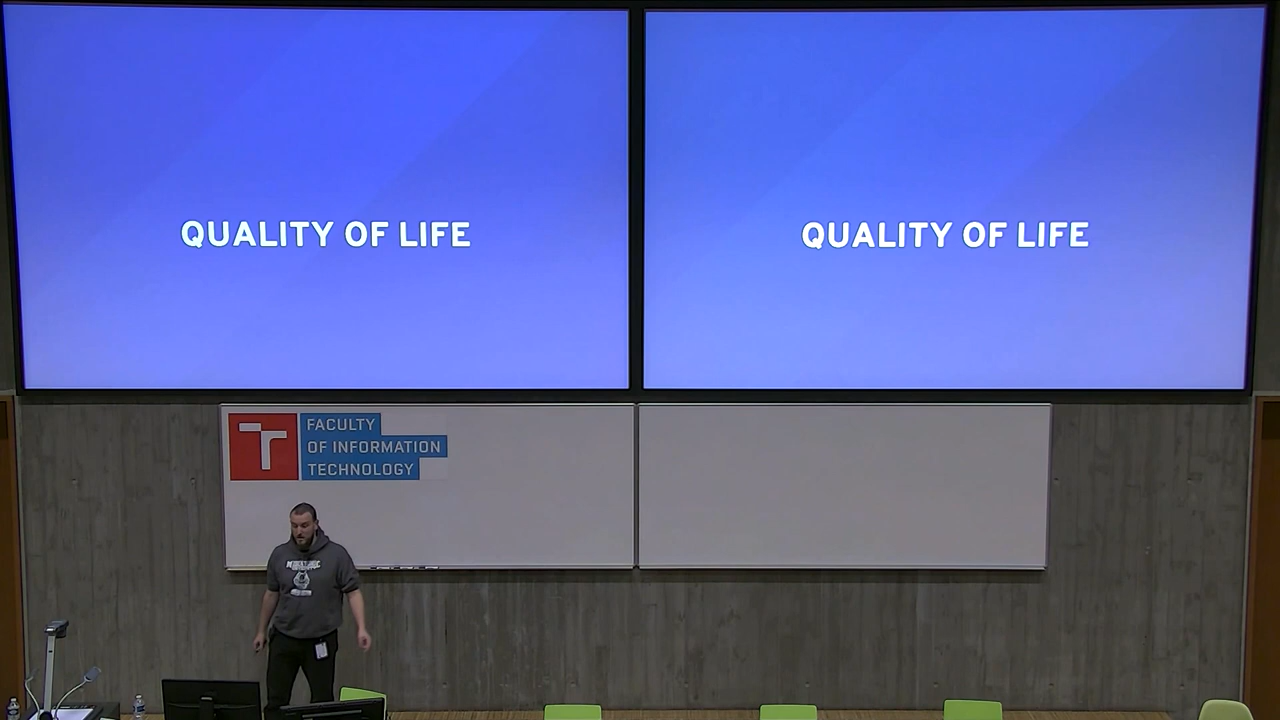 QUALITY OF LIFE
QUALITY OF LIFE
FACULTY
OF INFORMATION
TECHNOLOGY